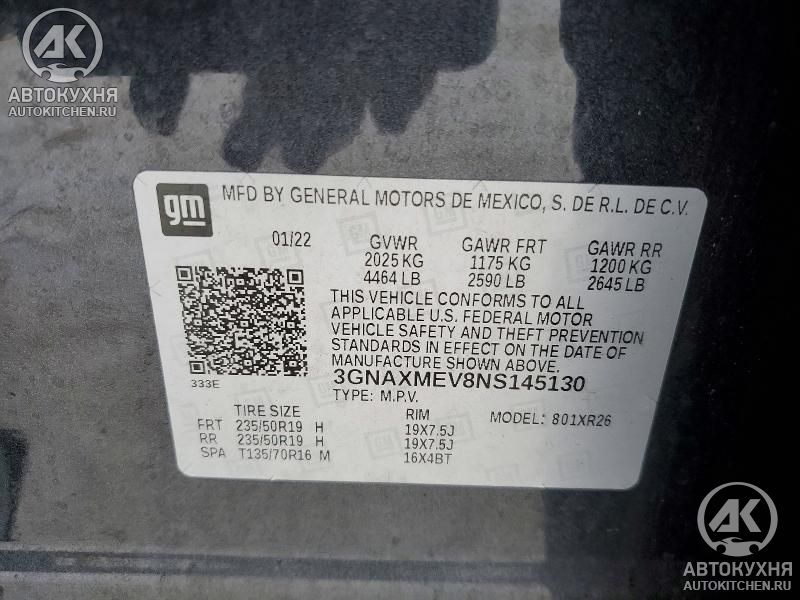 AK
АВТОКУХНЯ
AUTOKITCHEN.RU
gm
MFD BY GENERAL MOTORS DE MEXICO, S. DE R.L. DE C.V.
01/22 GVWR GAWR FRT GAWR RR
2025 KG 1175 KG 1200 KG
4464 LB 2590 LB 2645 LB
THIS VEHICLE CONFORMS TO ALL
APPLICABLE U.S. FEDERAL MOTOR
VEHICLE SAFETY AND THEFT PREVENTION
STANDARDS IN EFFECT ON THE DATE OF
MANUFACTURE SHOWN ABOVE.
333E 3GNAXMEV8NS145130
TYPE: M.P.V.
TIRE SIZE RIM MODEL: 801XR26
FRT 235/50R19 H 19X7.5J
RR 235/50R19 H 19X7.5J
SPA T135/70R16 M 16X4BT
AK
АВТОКУХНЯ
AUTOKITCHEN.RU